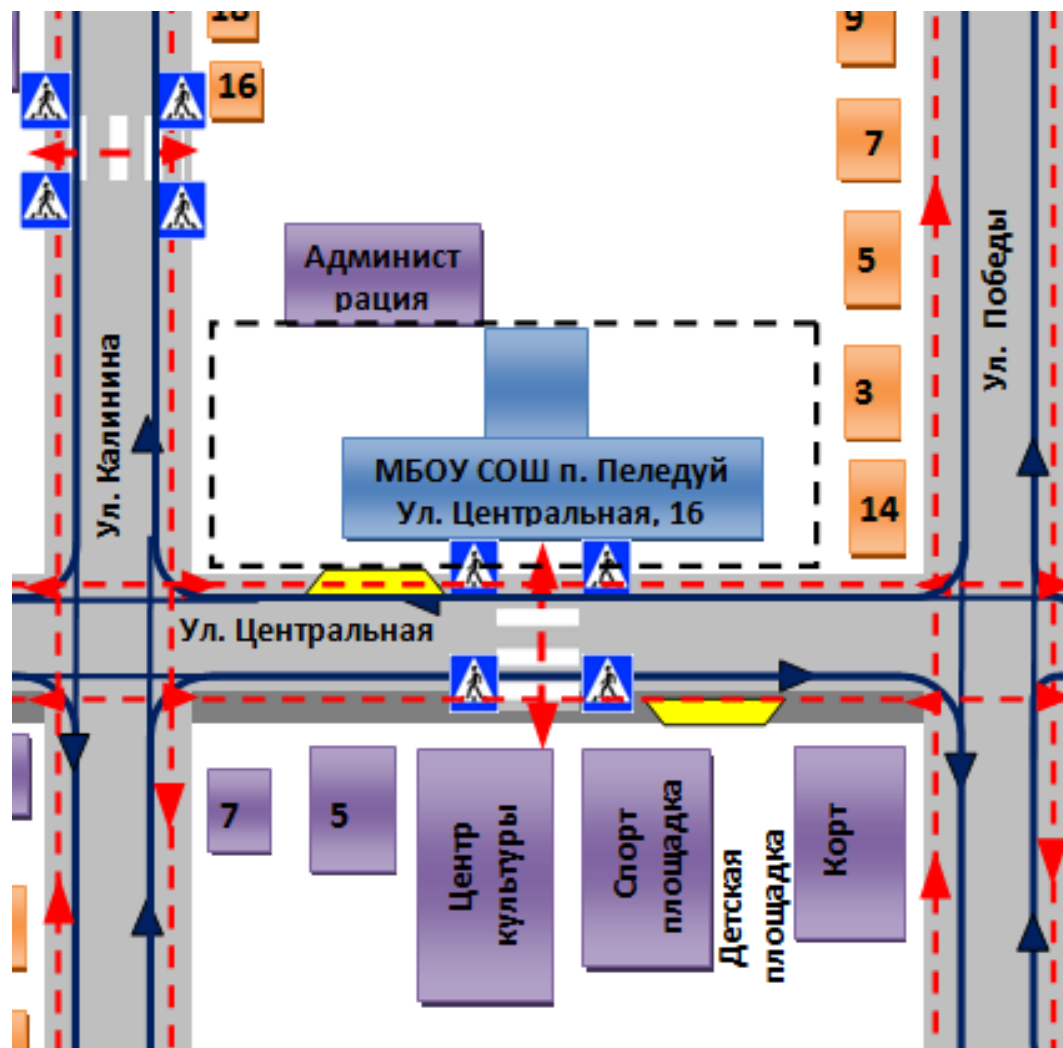 18
9
16
7
Админист
рация
5
Ул. Победы
Ул. Калинина
3
МБОУ СОШ п. Пеледуй
Ул. Центральная, 16
14
Ул. Центральная
7
5
Центр
культуры
Спорт
площадка
Детская
площадка
Корт